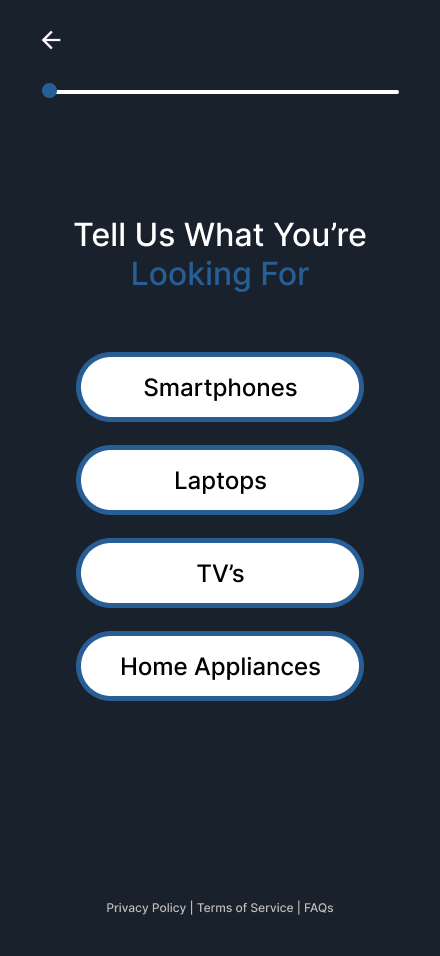 Tell Us What You’re
Looking For
Smartphones
Laptops
TV’s
Home Appliances
Privacy Policy | Terms of Service | FAQs